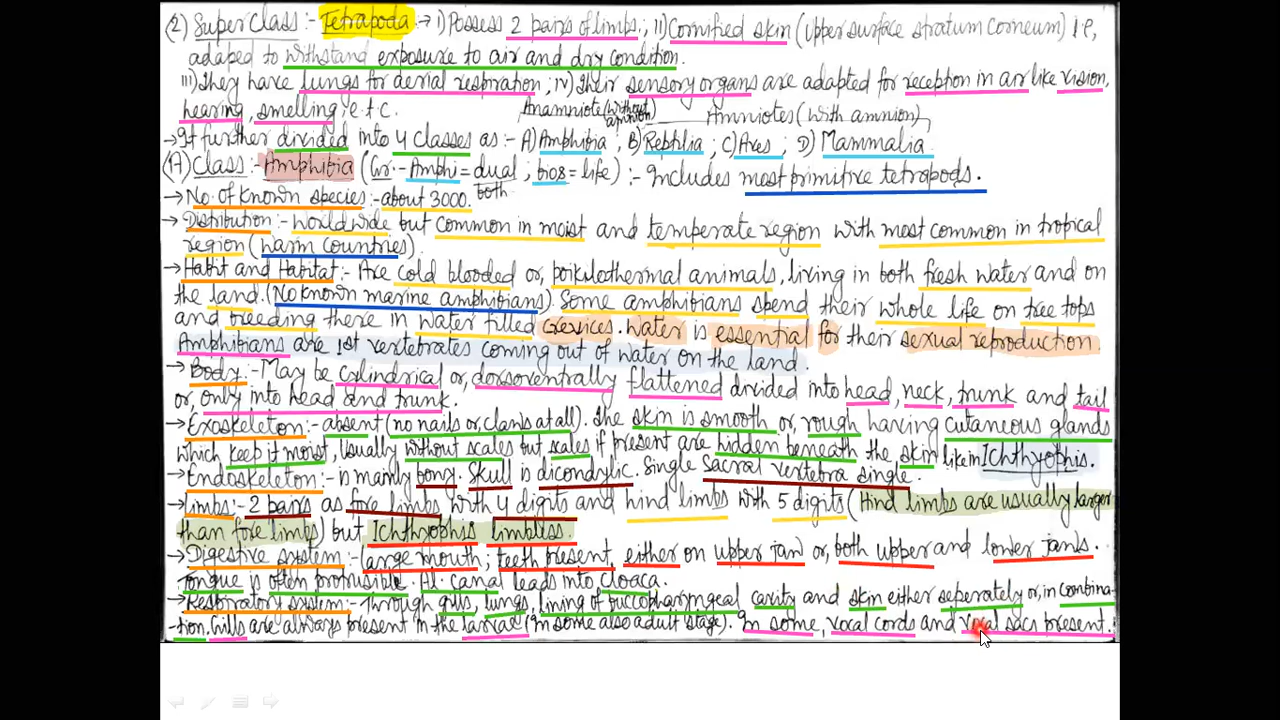 (2) Super Class :- Tetrapoda → i) Possess 2 pairs of limbs ; ii) Cornified skin (Upper surface stratum Corneum) i.e,
adaped to withstand exposure to air and dry condition.
iii) They have lungs for aerial respiration ; iv) Their sensory organs are adapted for reception in air like vision,
hearing, smelling e.t.c.
Anamniote (without amnion) Amniotes (with amnion)
→ It further divided into 4 classes as :- A) Amphibia ; B) Reptilia ; C) Aves ; D) Mammalia
(A) Class :- Amphibia (Gr. - Amphi = dual both ; bios = life) :- Includes most primitive tetrapods.
→ No. of known species :- about 3000.
→ Distribution :- worldwide but common in moist and temperate region with most common in tropical
region (warm countries).
→ Habit and Habitat :- Are cold blooded or, poikilothermal animals, living in both fresh water and on
the land. (No known marine amphibians). Some amphibians spend their whole life on tree tops
and breeding there in water filled crevices. Water is essential for their sexual reproduction.
Amphibians are 1st vertebrates coming out of water on the land.
→ Body :- May be cylindrical or, dorsoventrally flattened divided into head, neck, trunk and tail
or, only into head and trunk.
→ Exoskeleton :- absent (no nails or, claws at all). The skin is smooth or, rough having cutaneous glands
which keep it moist, Usually without scales but scales if present are hidden beneath the skin like in Ichthyophis.
→ Endoskeleton :- is mainly bony. Skull is dicondylic. Single Sacral vertebra single.
→ Limbs :- 2 pairs as fore limbs with 4 digits and hind limbs with 5 digits (Hind limbs are usually larger
than fore limb) but Ichthyophis limbless.
→ Digestive system :- large mouth ; teeth present, either on upper jaw or, both upper and lower jaws.
Tongue is often protrusible. Al. canal leads into cloaca.
→ Respiratory system :- Through gills, lungs, lining of buccopharyngeal cavity and skin either seperately or, in combina-
tion. Gills are always present in the larvae (In some also adult stage). In some, vocal cords and vocal sacs present.